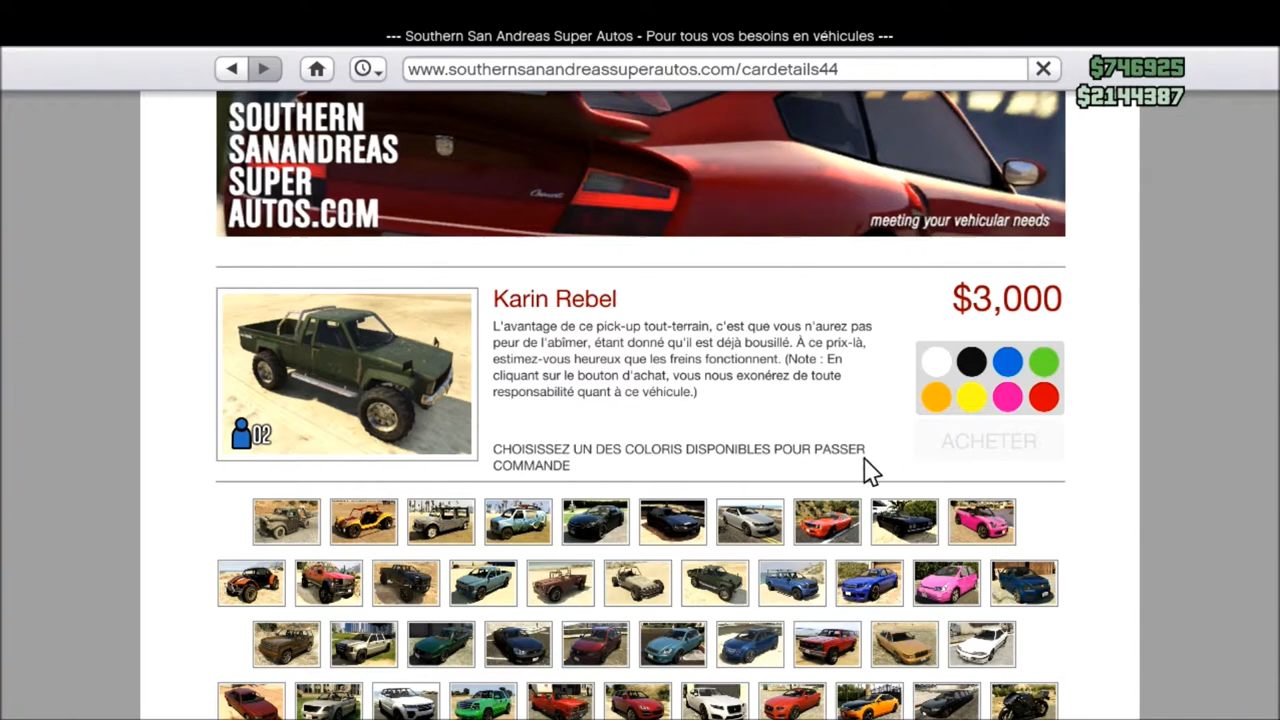 --- Southern San Andreas Super Autos - Pour tous vos besoins en véhicules ---
www.southernsanandreassuperautos.com/cardetails44
$746925
$2144387
SOUTHERN
SANANDREAS
SUPER
AUTOS.COM
meeting your vehicular needs
Karin Rebel
$3,000
L'avantage de ce pick-up tout-terrain, c'est que vous n'aurez pas
peur de l'abîmer, étant donné qu'il est déjà bousillé. À ce prix-là,
estimez-vous heureux que les freins fonctionnent. (Note : En
cliquant sur le bouton d'achat, vous nous exonérez de toute
responsabilité quant à ce véhicule.)
02
ACHETER
CHOISISSEZ UN DES COLORIS DISPONIBLES POUR PASSER
COMMANDE